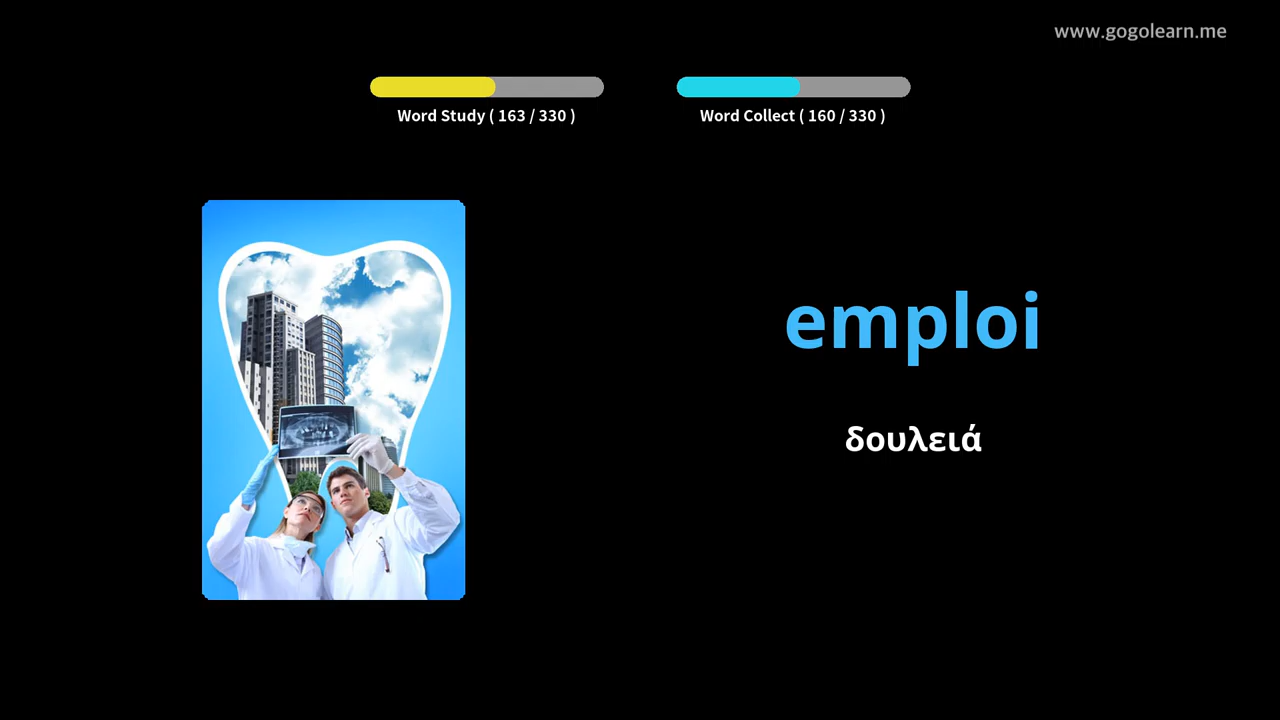 www.gogolearn.me
Word Study ( 163 / 330 )
Word Collect ( 160 / 330 )
emploi
δουλειά